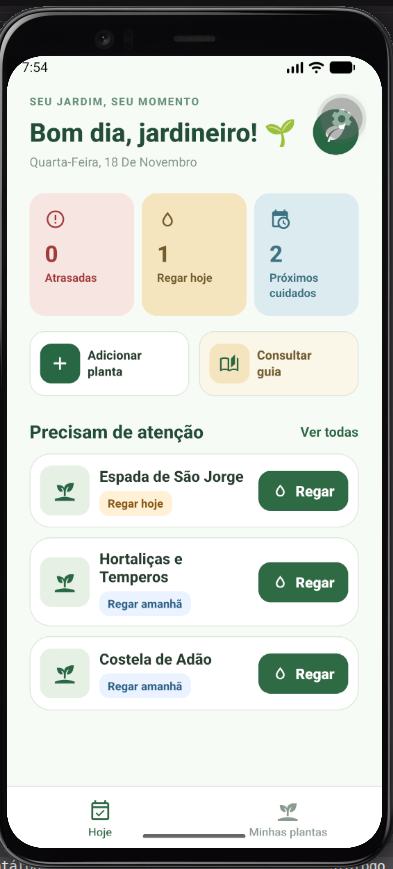 7:54
SEU JARDIM, SEU MOMENTO
Bom dia, jardineiro!
Quarta-Feira, 18 De Novembro
0
Atrasadas
1
Regar hoje
2
Próximos
cuidados
Adicionar
planta
Consultar
guia
Precisam de atenção
Ver todas
Espada de São Jorge
Regar hoje
Regar
Hortaliças e
Temperos
Regar amanhã
Regar
Costela de Adão
Regar amanhã
Regar
Hoje
Minhas plantas